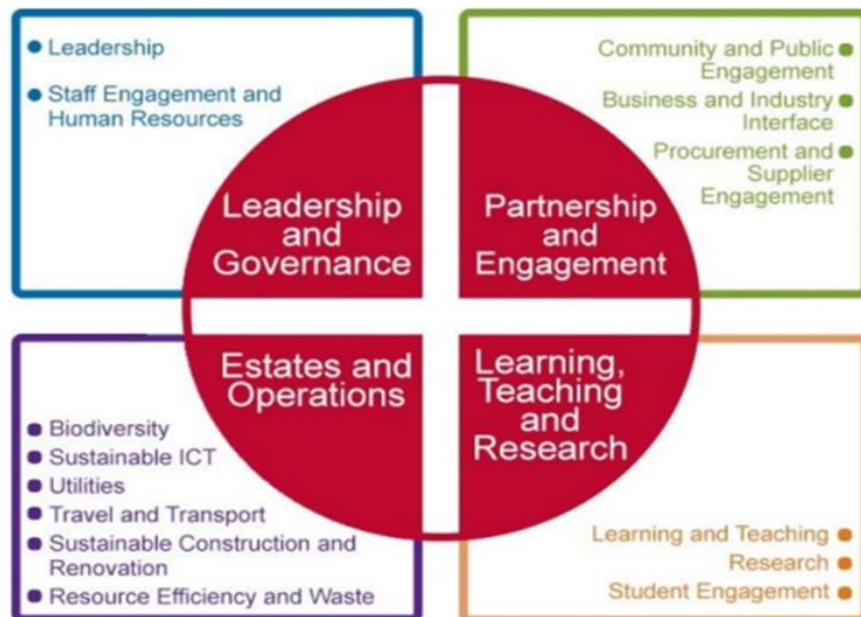 Leadership
Staff Engagement and
Human Resources
Leadership
and
Governance
Community and Public
Engagement
Business and Industry
Interface
Procurement and
Supplier
Engagement
Partnership
and
Engagement
Estates and
Operations
Biodiversity
Sustainable ICT
Utilities
Travel and Transport
Sustainable Construction and
Renovation
Resource Efficiency and Waste
Learning,
Teaching
and
Research
Learning and Teaching
Research
Student Engagement